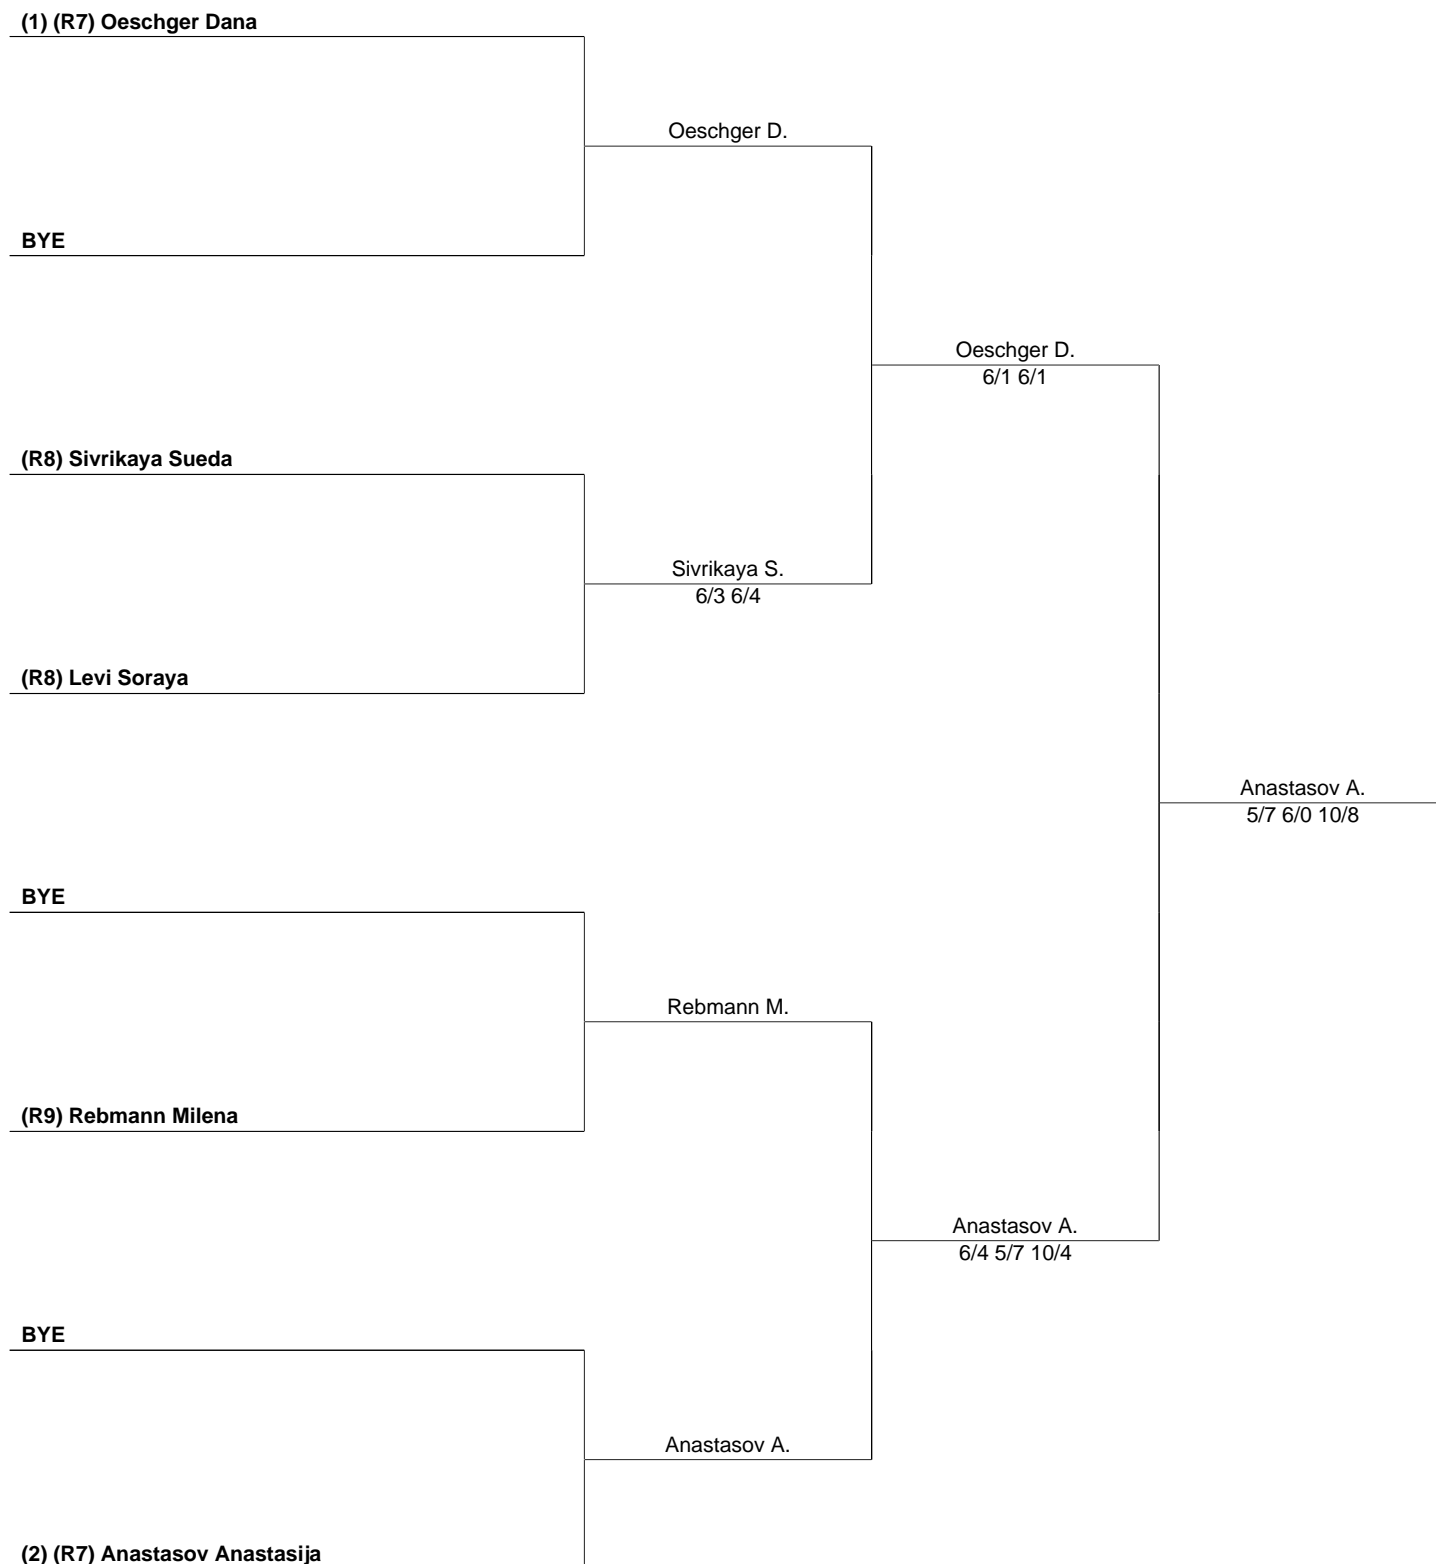 (1) (R7) Oeschger Dana
Oeschger D.
BYE
Oeschger D.
6/1 6/1
(R8) Sivrikaya Sueda
Sivrikaya S.
6/3 6/4
(R8) Levi Soraya
Anastasov A.
5/7 6/0 10/8
BYE
Rebmann M.
(R9) Rebmann Milena
Anastasov A.
6/4 5/7 10/4
BYE
Anastasov A.
(2) (R7) Anastasov Anastasija